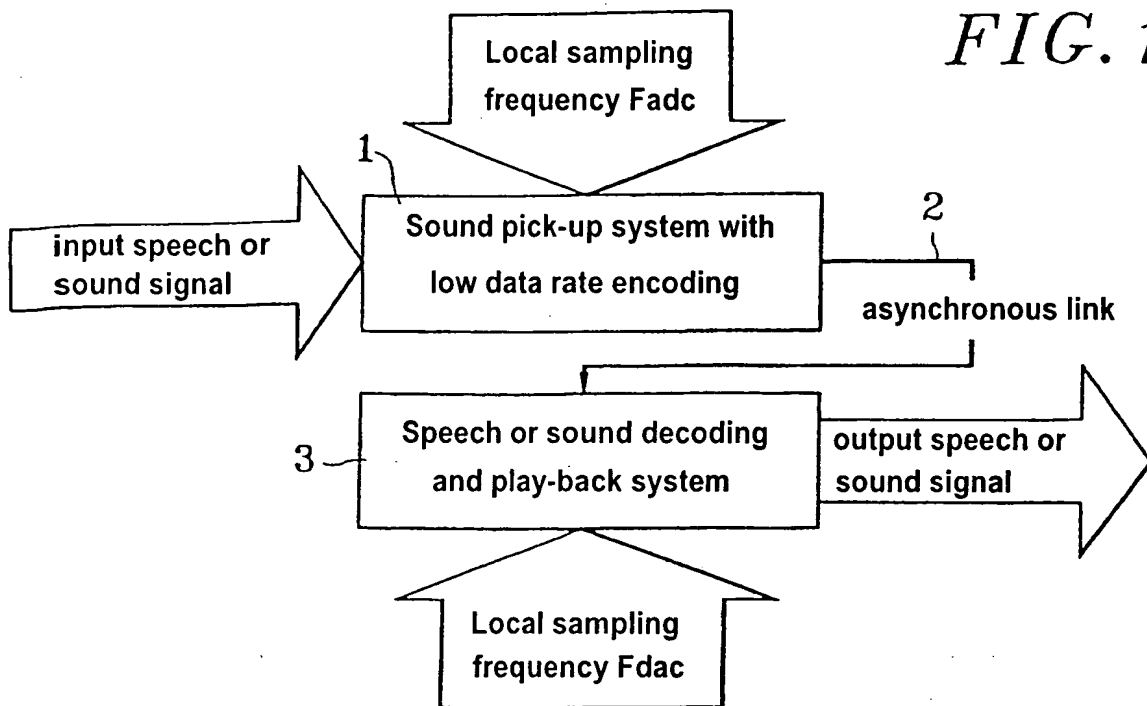 FIG.
Local sampling
frequency Fadc
1
Sound pick-up system with
low data rate encoding
2
input speech or
sound signal
asynchronous link
3
Speech or sound decoding
and play-back system
output speech or
sound signal
Local sampling
frequency Fdac